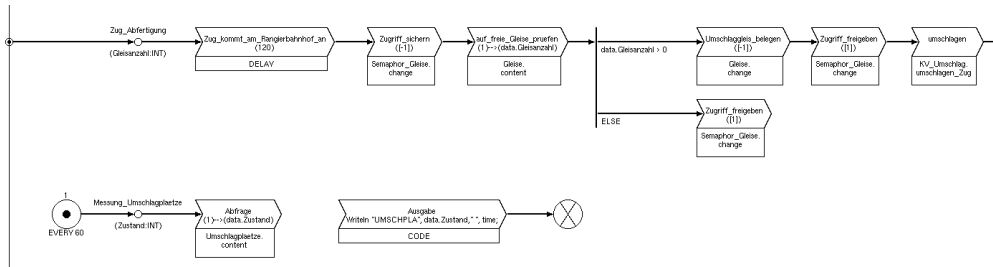 Zug_Abfertigung
(Gleisanzahl:INT)
Zug_kommt_am_Rangierbahnhof_an
(120)
DELAY
Zugriff_sichern
([-1])
Semaphor_Gleise.
change
auf_freie_Gleise_pruefen
(1)-->(data.Gleisanzahl)
Gleise.
content
data.Gleisanzahl > 0
Umschlaggleis_belegen
([-1])
Gleise.
change
Zugriff_freigeben
([1])
Semaphor_Gleise.
change
umschlagen
KV_Umschlag.
umschlagen_Zug
ELSE
Zugriff_freigeben
([1])
Semaphor_Gleise.
change
1
EVERY 60
Messung_Umschlagplaetze
(Zustand:INT)
Abfrage
(1)-->(data.Zustand)
Umschlagplaetze.
content
Ausgabe
Writeln "UMSCHPLA", data.Zustand," ", time;
CODE